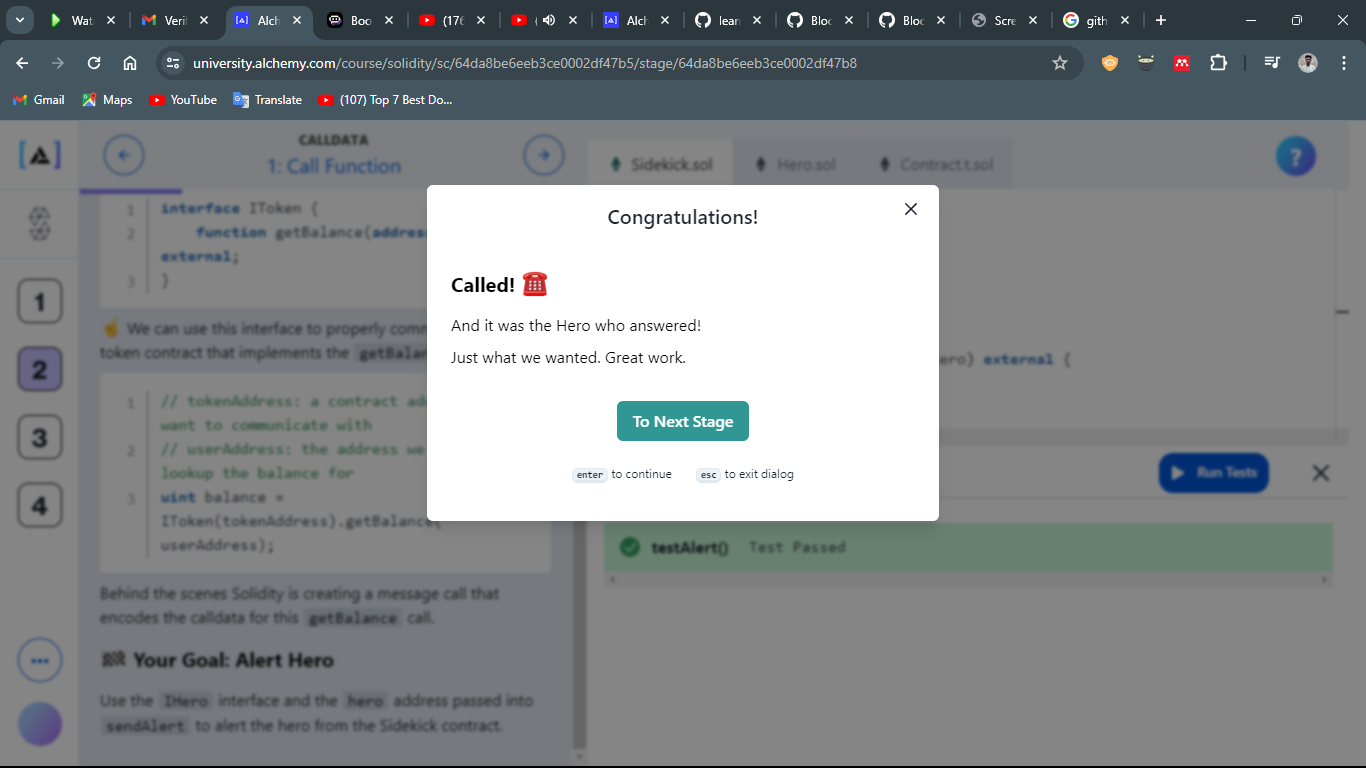 Wat
Veri
Alch
Boo
(176
(
Alch
lear
Bloc
Bloc
Scre
gith
university.alchemy.com/course/solidity/sc/64da8be6eeb3ce0002df47b5/stage/64da8be6eeb3ce0002df47b8
Gmail
Maps
YouTube
Translate
(107) Top 7 Best Do...
CALLDATA
1: Call Function
Sidekick.sol
Hero.sol
Contract.t.sol
?
1
2
3
4
1 interface IToken {
2 function getBalance(address
external;
3 }
☝ We can use this interface to properly com
token contract that implements the getBalan
1 // tokenAddress: a contract ad
want to communicate with
2 // userAddress: the address we
lookup the balance for
3 uint balance =
IToken(tokenAddress).getBalance(
userAddress);
Behind the scenes Solidity is creating a message call that
encodes the calldata for this getBalance call.
🏁 Your Goal: Alert Hero
Use the IHero interface and the hero address passed into
sendAlert to alert the hero from the Sidekick contract.
Congratulations!
Called! ☎
And it was the Hero who answered!
Just what we wanted. Great work.
To Next Stage
enter to continue
esc to exit dialog
ero) external {
Run Tests
testAlert() Test Passed